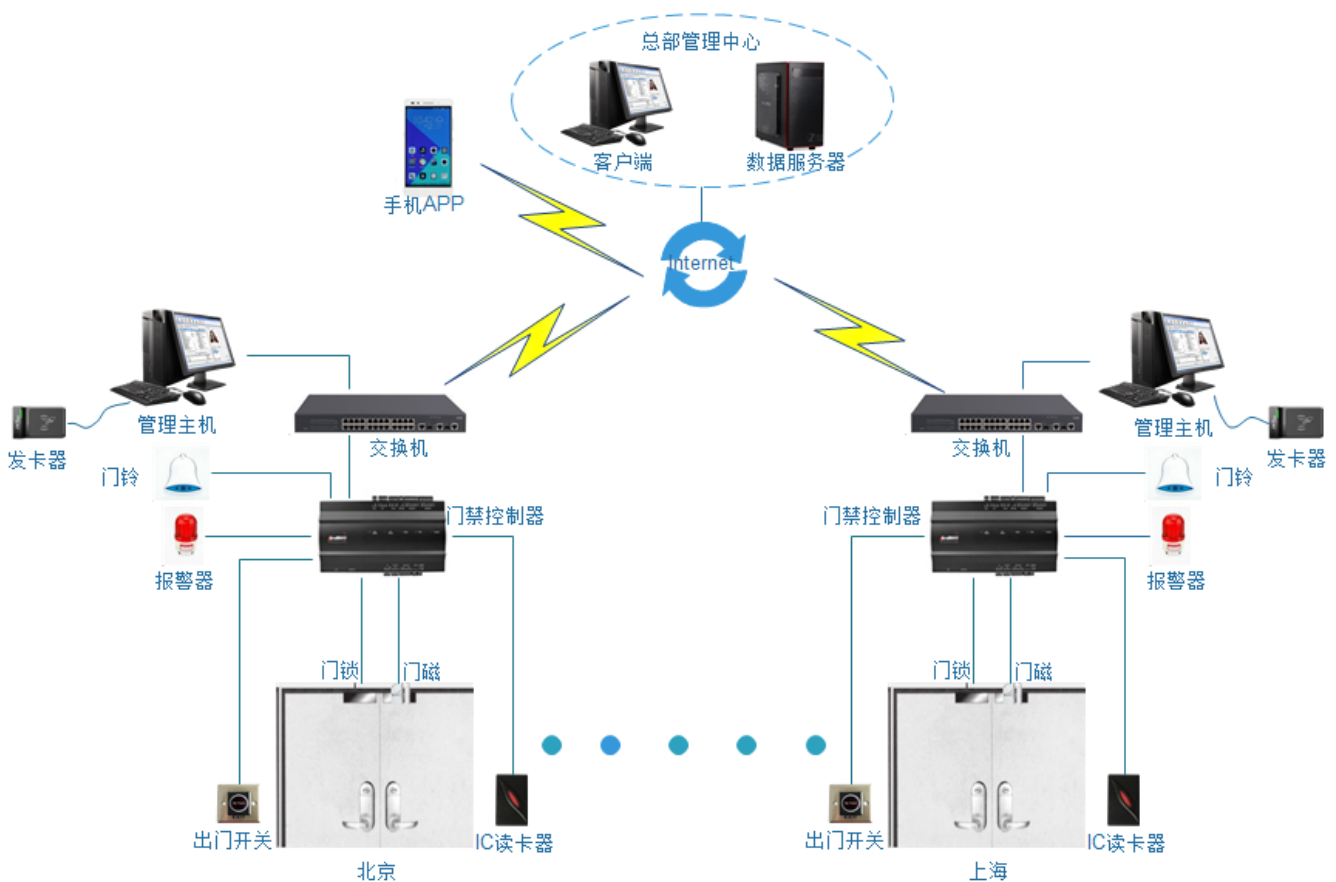 总部管理中心
客户端
数据服务器
手机APP
Internet
管理主机
发卡器
交换机
门铃
门禁控制器
报警器
门锁
门磁
出门开关
IC读卡器
北京
管理主机
发卡器
交换机
门铃
门禁控制器
报警器
门锁
门磁
出门开关
IC读卡器
上海